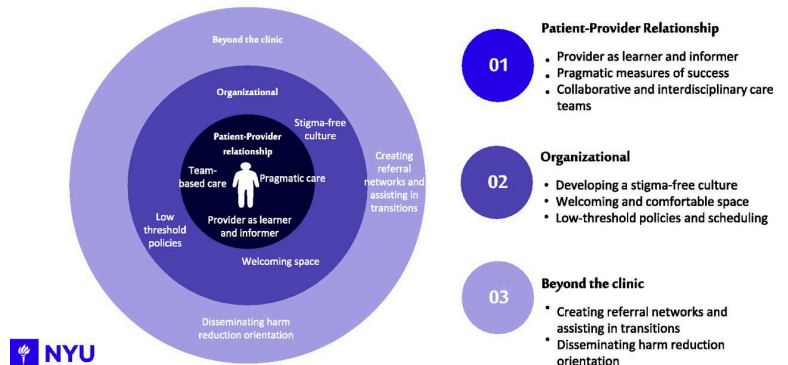 Beyond the clinic
Organizational
Stigma-free
culture
Patient-Provider
relationship
Team-
based care
Pragmatic care
Creating
referral
networks and
assisting in
transitions
Low
threshold
policies
Provider as learner
and informer
Welcoming space
Disseminating harm
reduction orientation
NYU
01
Patient-Provider Relationship
• Provider as learner and informer
• Pragmatic measures of success
• Collaborative and interdisciplinary care
teams
02
Organizational
• Developing a stigma-free culture
• Welcoming and comfortable space
• Low-threshold policies and scheduling
03
Beyond the clinic
• Creating referral networks and
assisting in transitions
• Disseminating harm reduction
orientation